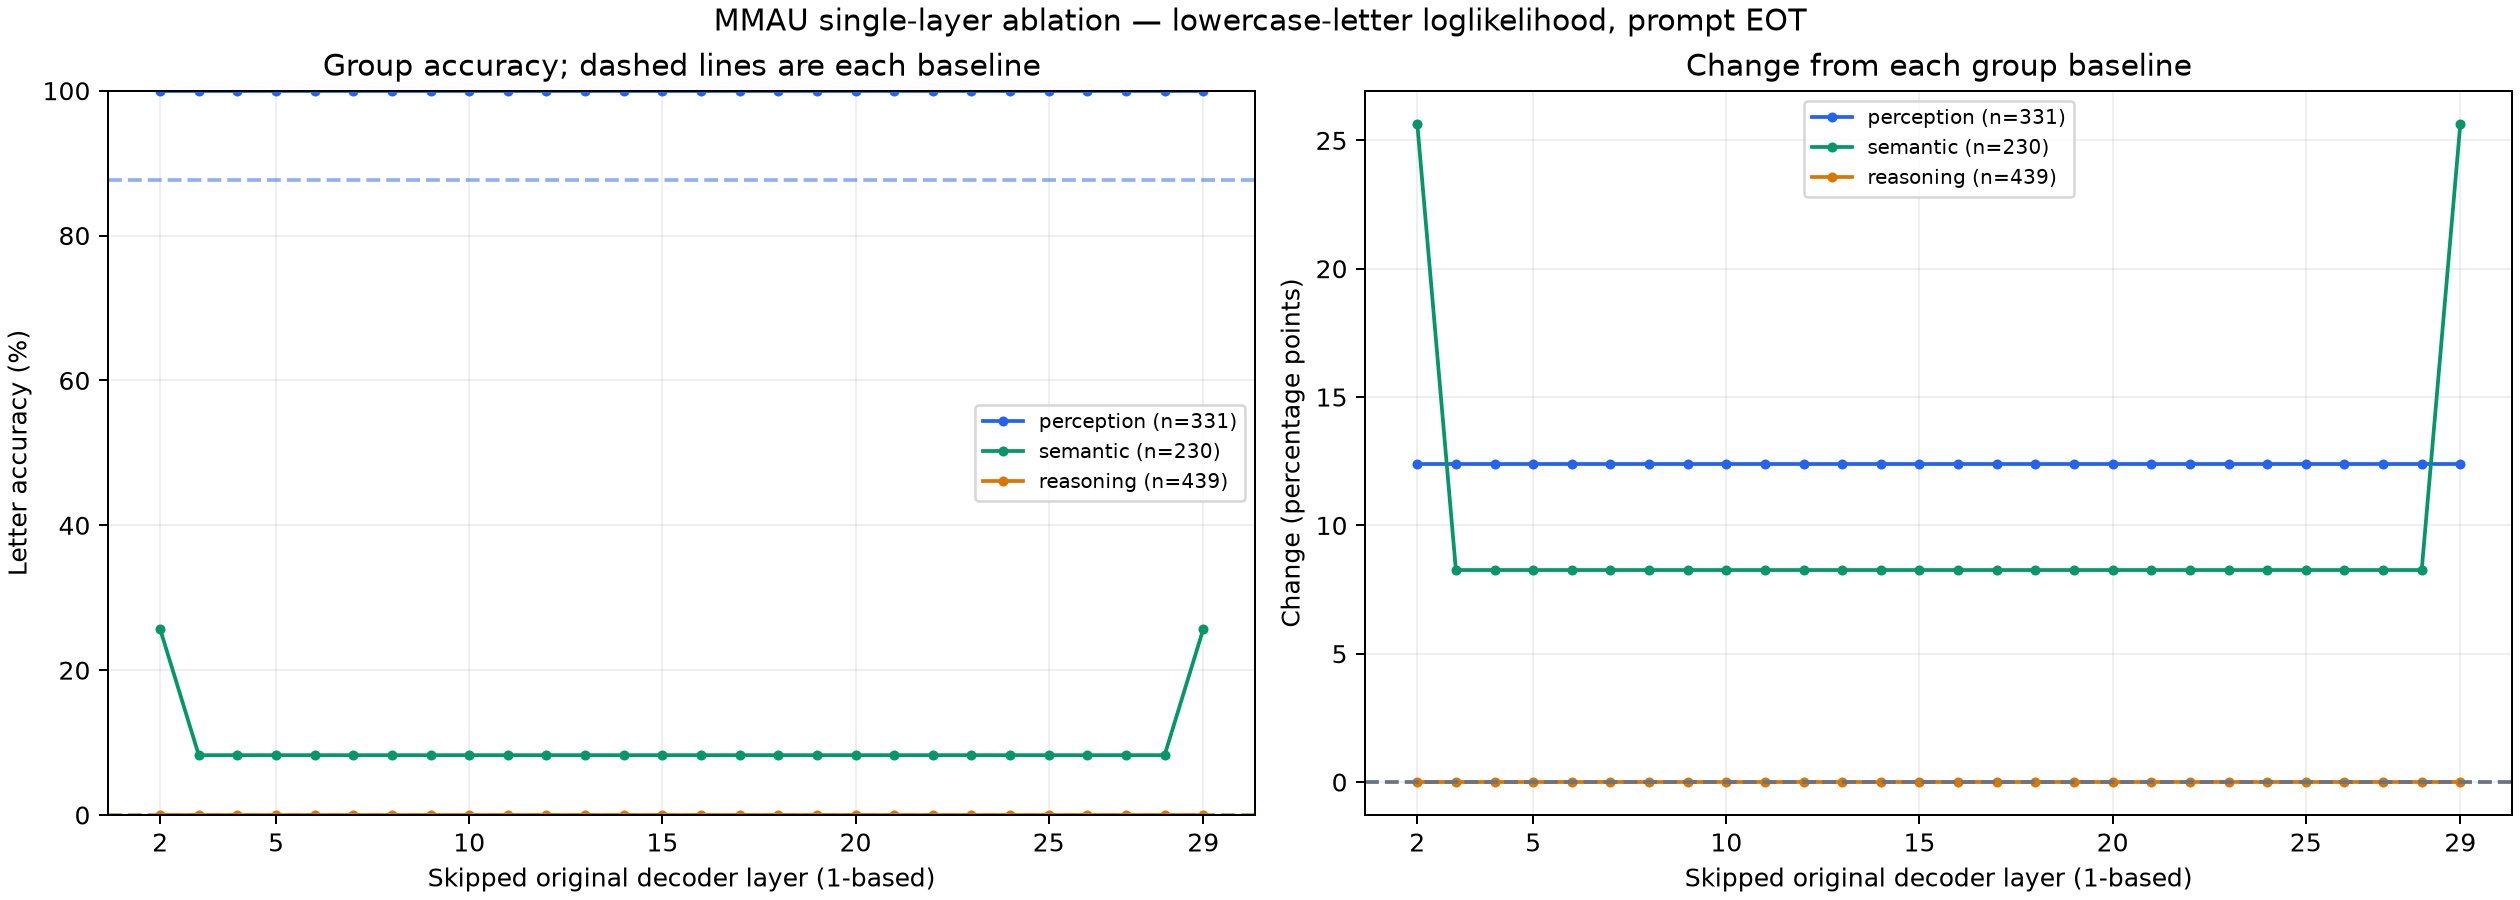 MMAU single-layer ablation — lowercase-letter loglikelihood, prompt EOT
Group accuracy; dashed lines are each baseline
Letter accuracy (%)
100
80
60
40
20
0
perception (n=331)
semantic (n=230)
reasoning (n=439)
2 5 10 15 20 25 29
Skipped original decoder layer (1-based)
Change from each group baseline
Change (percentage points)
25
20
15
10
5
0
perception (n=331)
semantic (n=230)
reasoning (n=439)
2 5 10 15 20 25 29
Skipped original decoder layer (1-based)